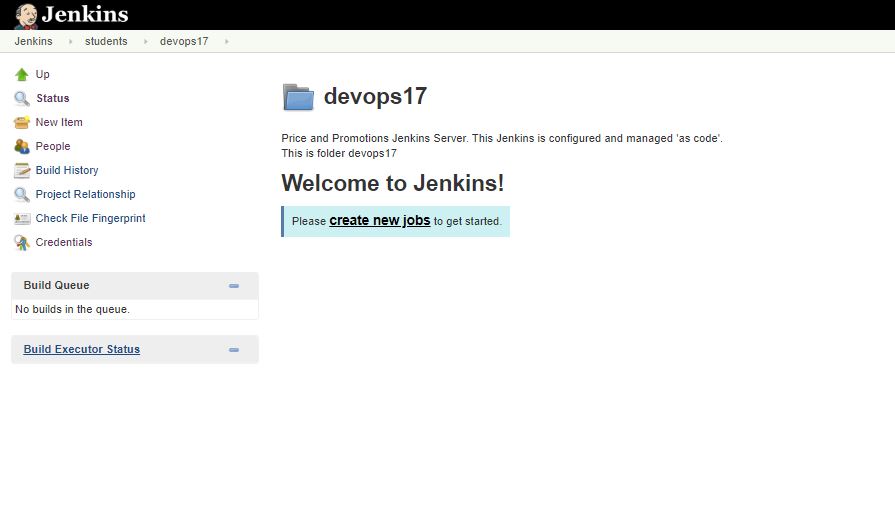 Jenkins
Jenkins students devops17
Up
Status
New Item
People
Build History
Project Relationship
Check File Fingerprint
Credentials
Build Queue
No builds in the queue.
Build Executor Status
devops17
Price and Promotions Jenkins Server. This Jenkins is configured and managed 'as code'.
This is folder devops17
Welcome to Jenkins!
Please create new jobs to get started.